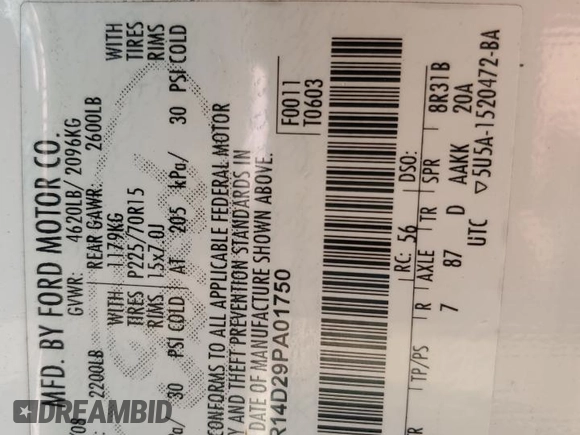 MFD. BY FORD MOTOR CO.
GVWR: 4620LB/ 2096KG
2200LB REAR GAWR: 2600LB
WITH 1179KG WITH
TIRES P225/70R15 TIRES
RIMS 15x7.0J RIMS
30 PSI COLD AT 205 kPa/ 30 PSI COLD
CONFORMS TO ALL APPLICABLE FEDERAL MOTOR
AND THEFT PREVENTION STANDARDS IN
DATE OF MANUFACTURE SHOWN ABOVE.
R14D29PA01750
F0011
T0603
RC: 56 DSO:
TP/PS R AXLE TR SPR
7 87 D AAKK 8R31B
20A
UTC ▽5U5A-1520472-BA
DREAMBID